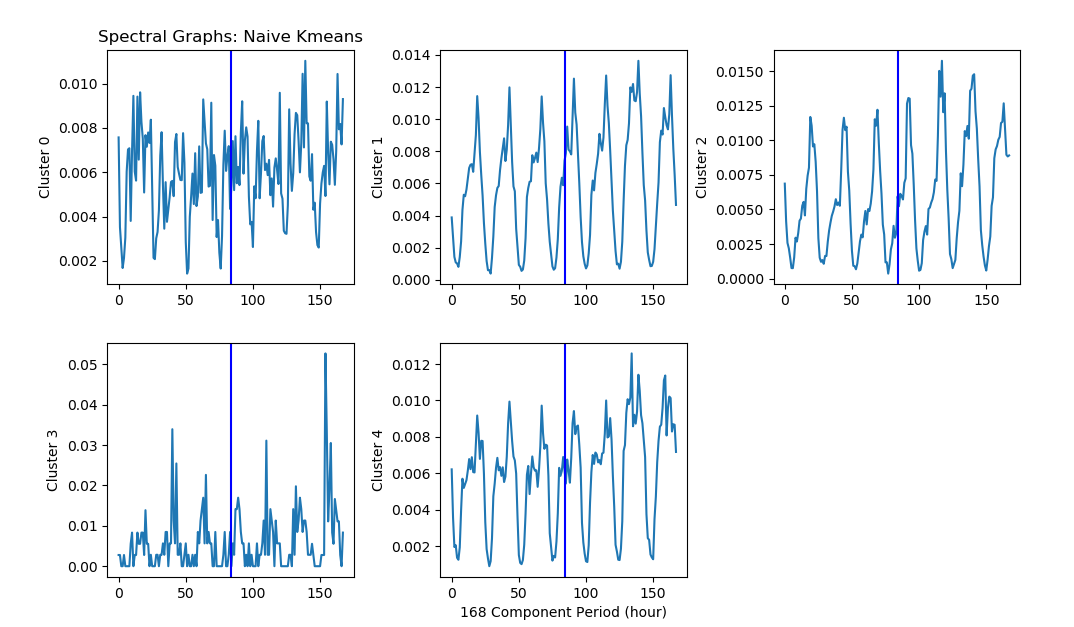 Spectral Graphs: Naive Kmeans
Cluster 0
0.010
0.008
0.006
0.004
0.002
0 50 100 150
Cluster 1
0.014
0.012
0.010
0.008
0.006
0.004
0.002
0.000
0 50 100 150
Cluster 2
0.0150
0.0125
0.0100
0.0075
0.0050
0.0025
0.0000
0 50 100 150
Cluster 3
0.05
0.04
0.03
0.02
0.01
0.00
0 50 100 150
Cluster 4
0.012
0.010
0.008
0.006
0.004
0.002
0 50 100 150
168 Component Period (hour)